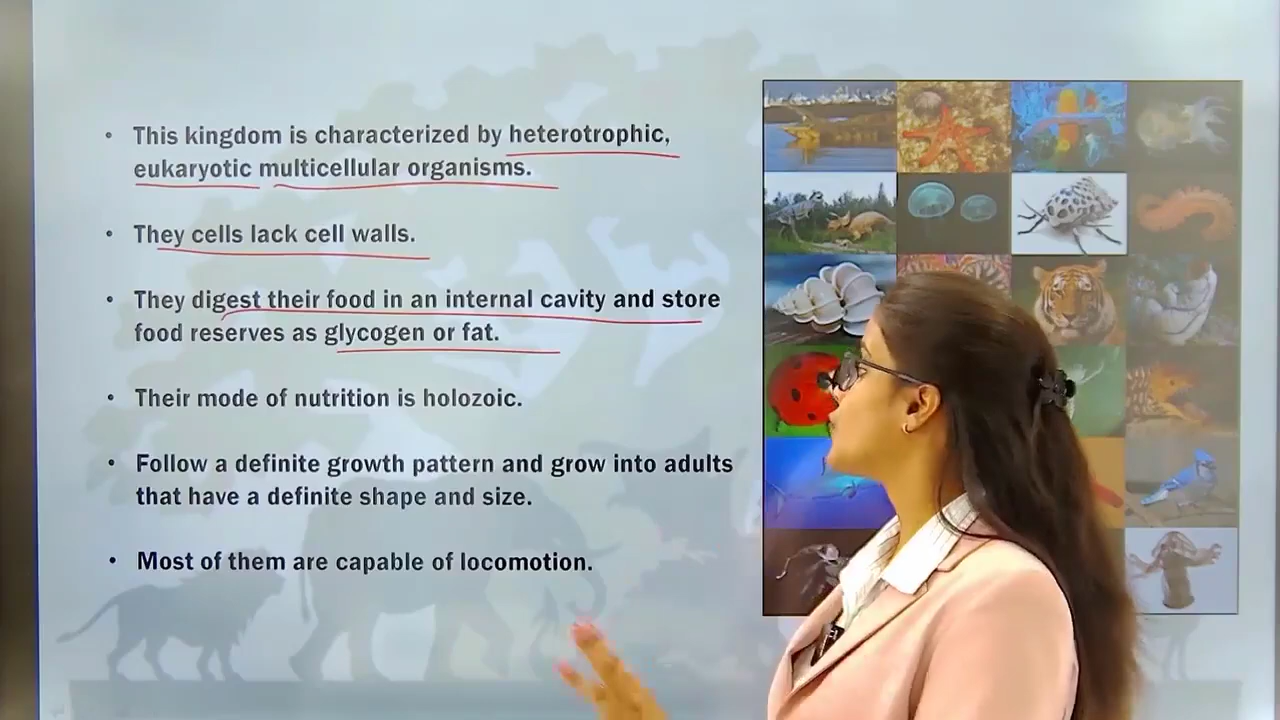 • This kingdom is characterized by heterotrophic,
eukaryotic multicellular organisms.
• They cells lack cell walls.
• They digest their food in an internal cavity and store
food reserves as glycogen or fat.
• Their mode of nutrition is holozoic.
• Follow a definite growth pattern and grow into adults
that have a definite shape and size.
• Most of them are capable of locomotion.